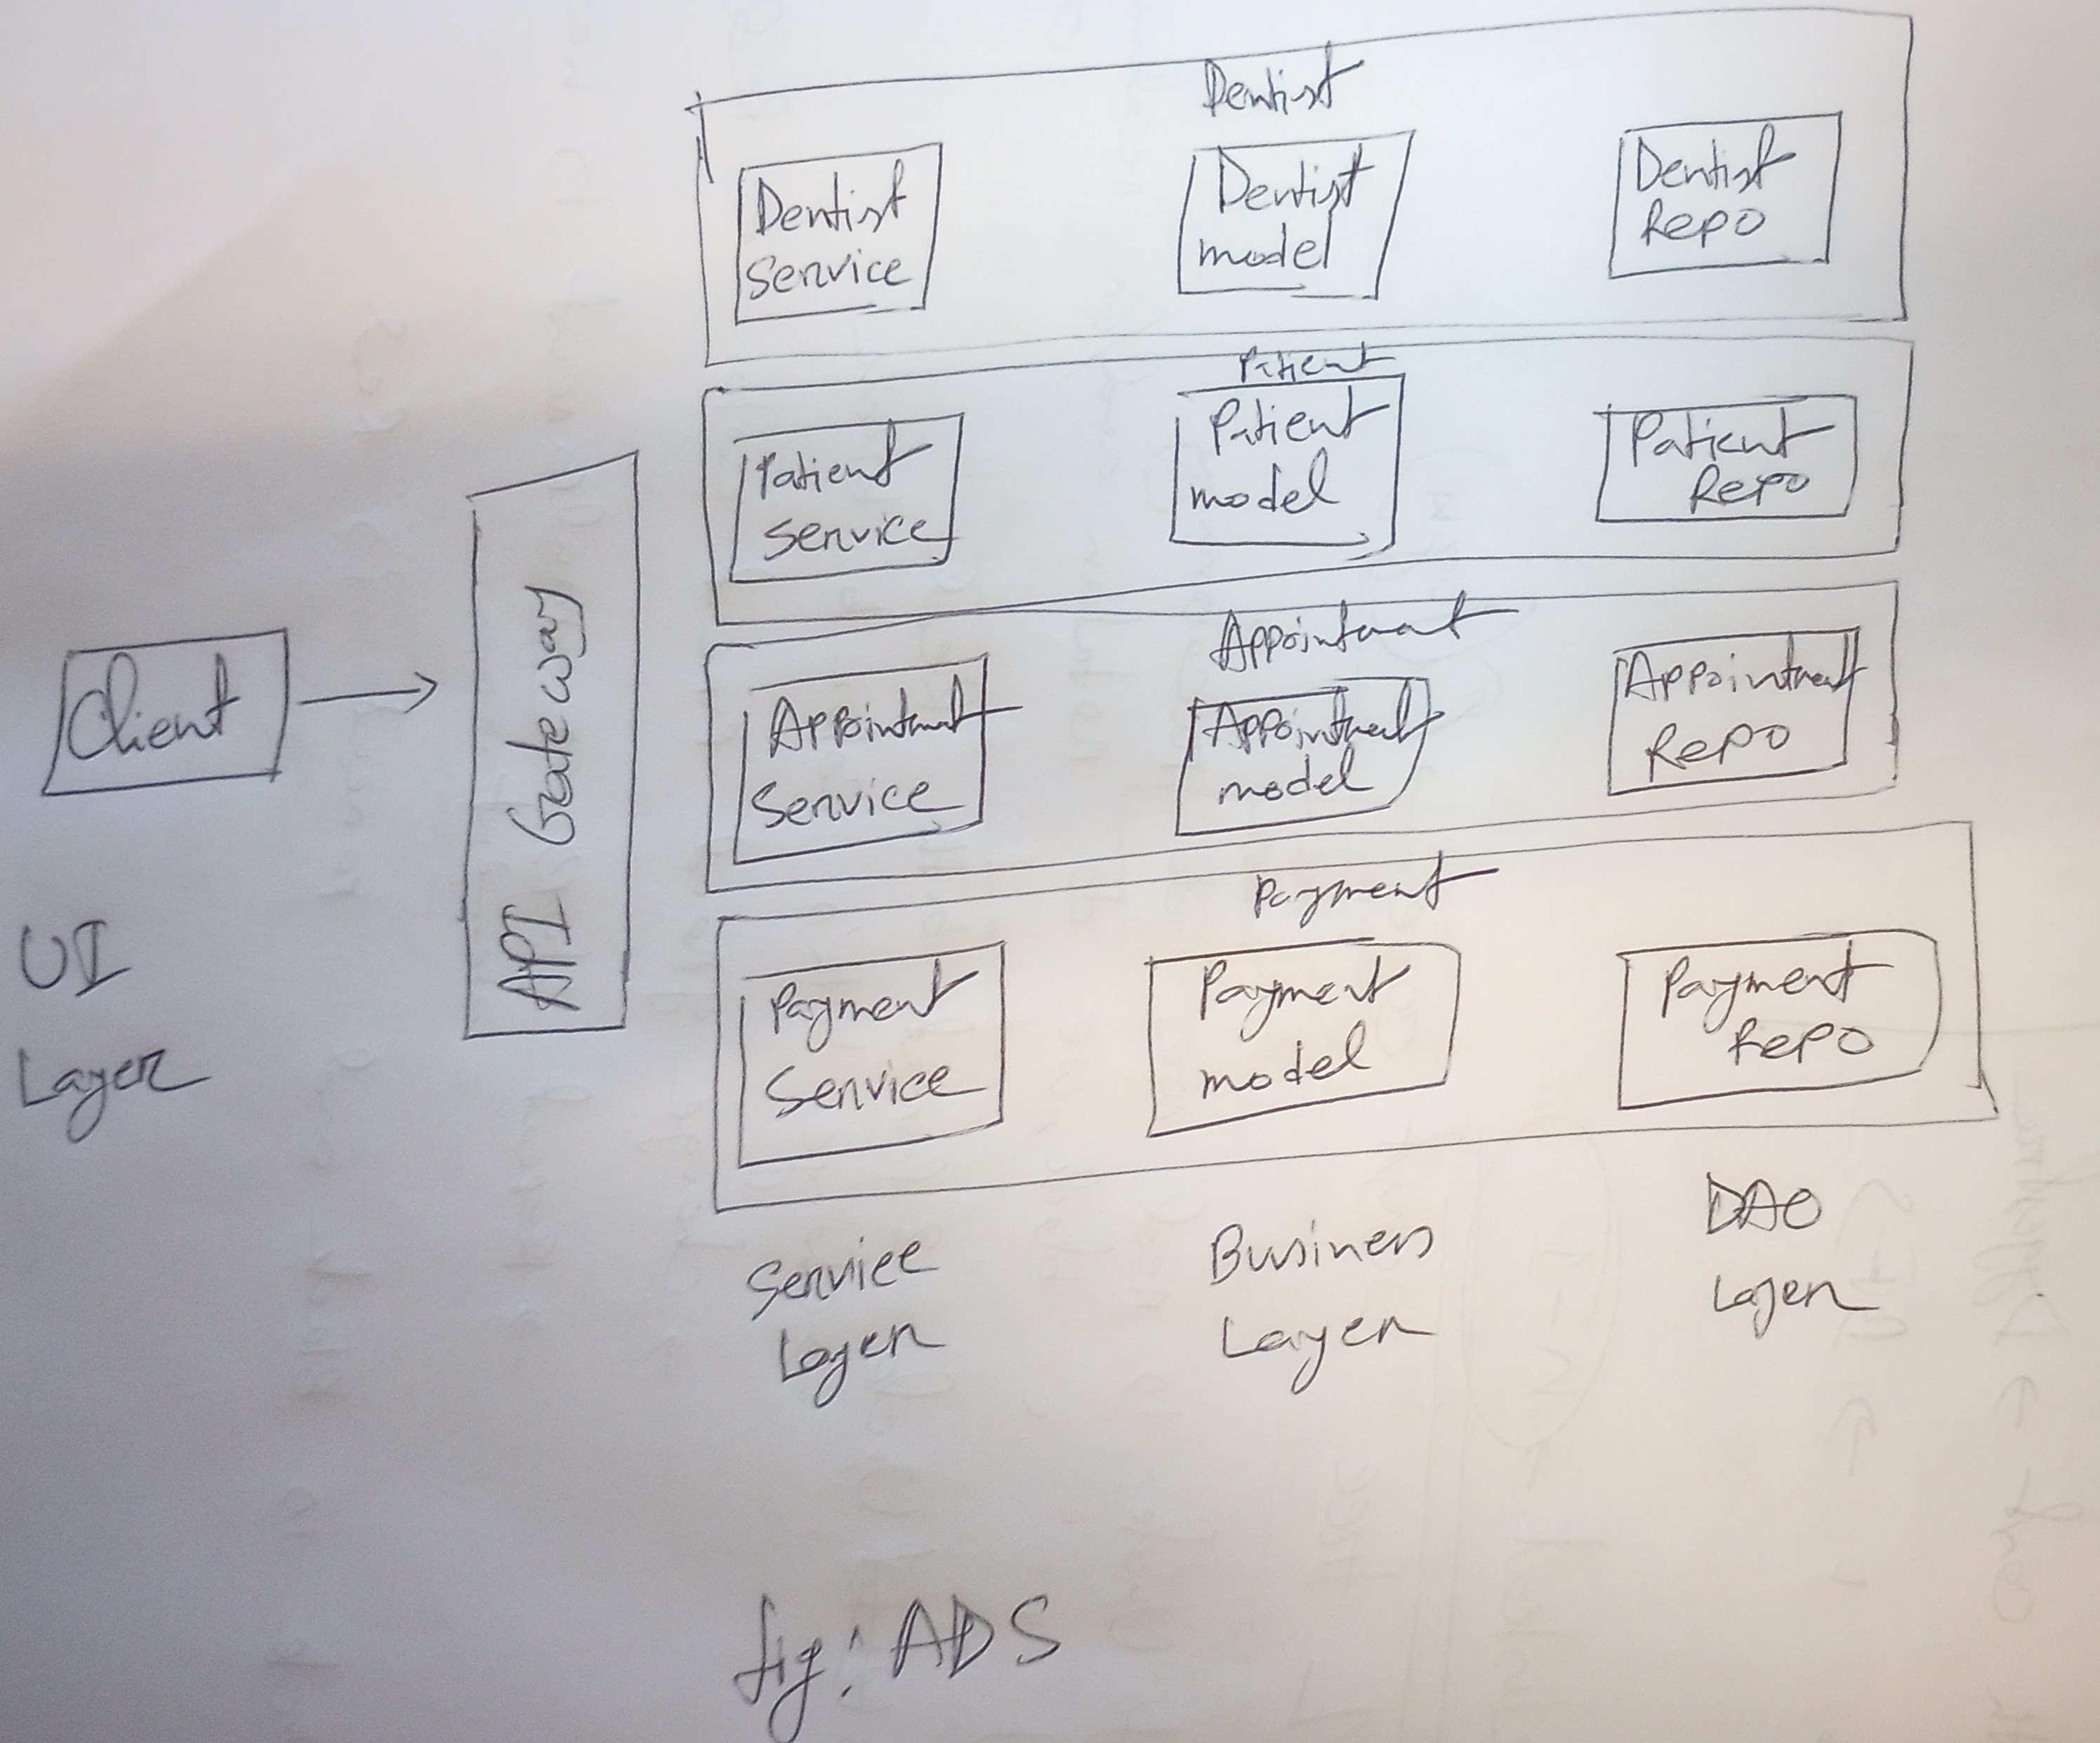 Dentist
Dentist
Service
Dentist
model
Dentist
Repo
Patient
Patient
Service
Patient
model
Patient
Repo
Appointment
Appointment
Service
Appointment
model
Appointment
Repo
Payment
Payment
Service
Payment
model
Payment
Repo
Client
API Gateway
UI
Layer
Service
Layer
Business
Layer
DAO
Layer
fig: ADS